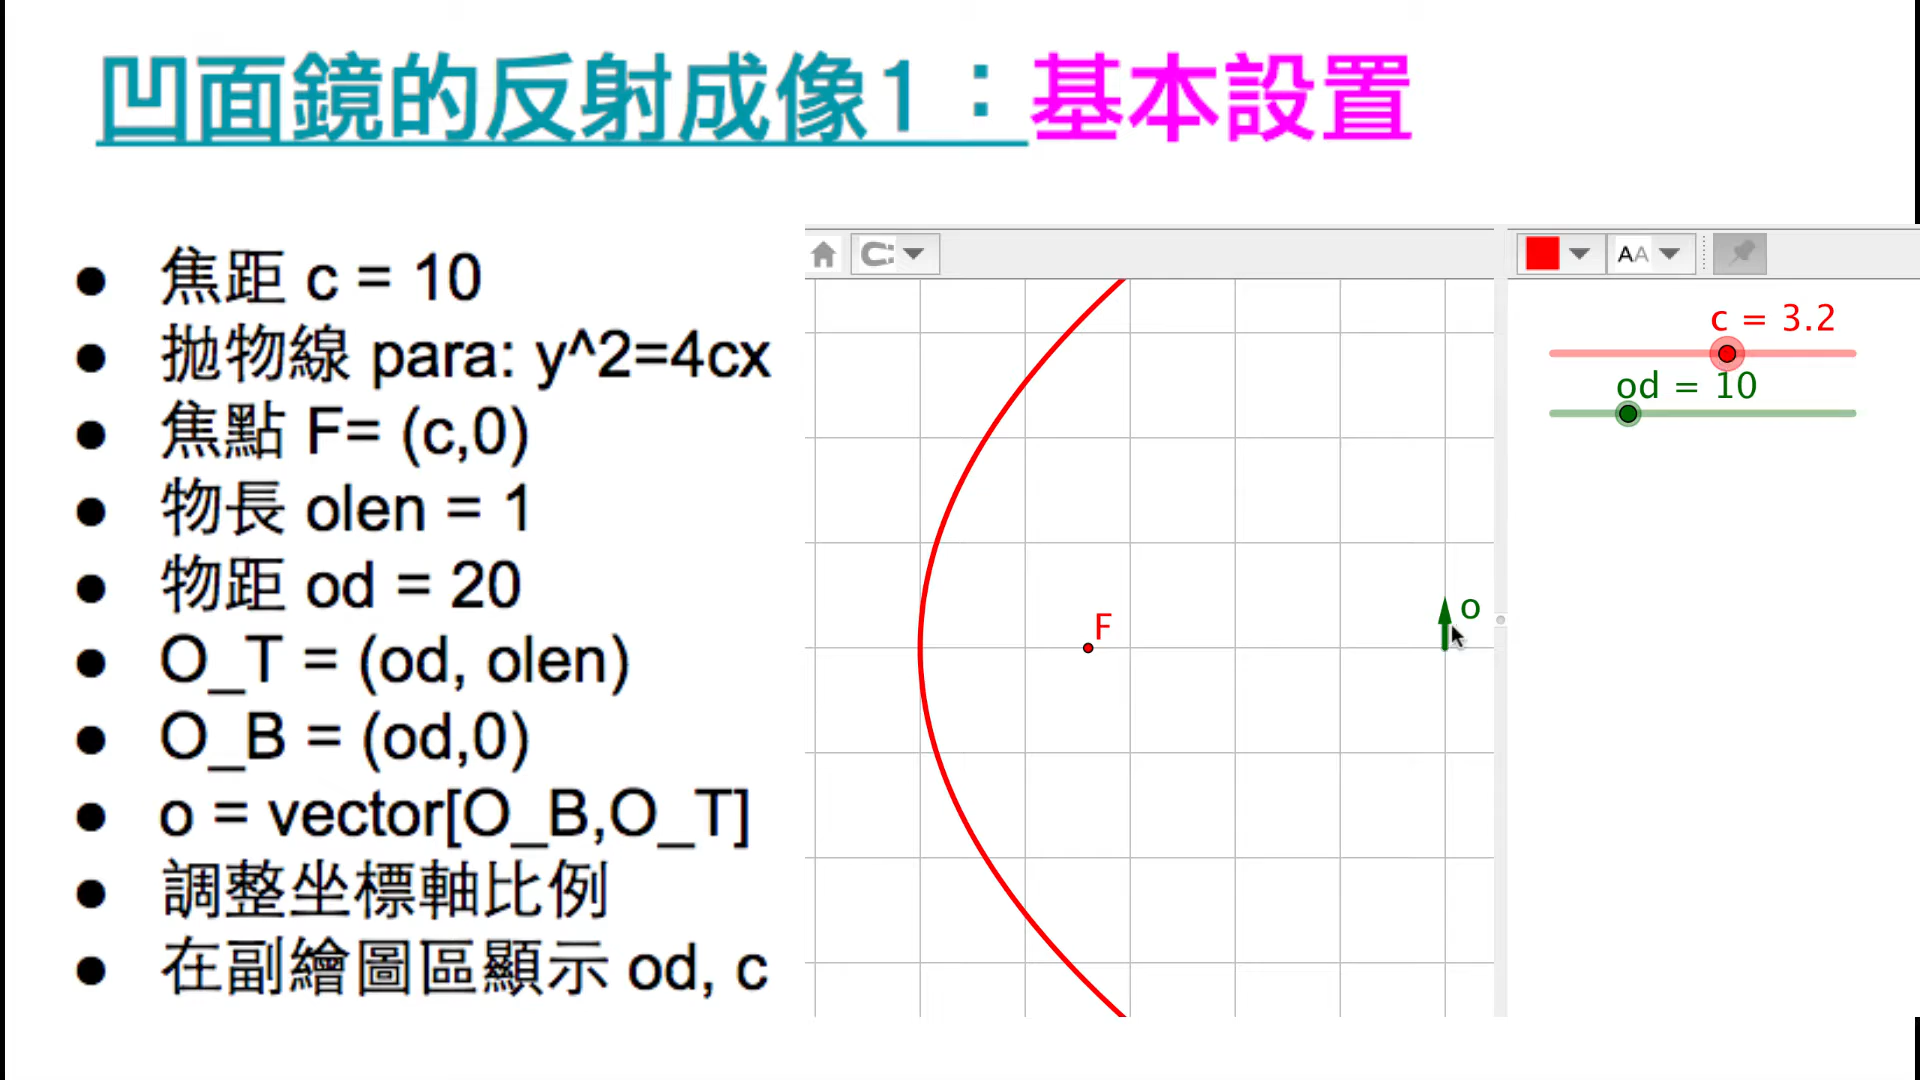 凹面鏡的反射成像1：基本設置
● 焦距 c = 10
● 拋物線 para: y^2=4cx
● 焦點 F= (c,0)
● 物長 olen = 1
● 物距 od = 20
● O_T = (od, olen)
● O_B = (od,0)
● o = vector[O_B,O_T]
● 調整坐標軸比例
● 在副繪圖區顯示 od, c
F
o
AA
c = 3.2
od = 10